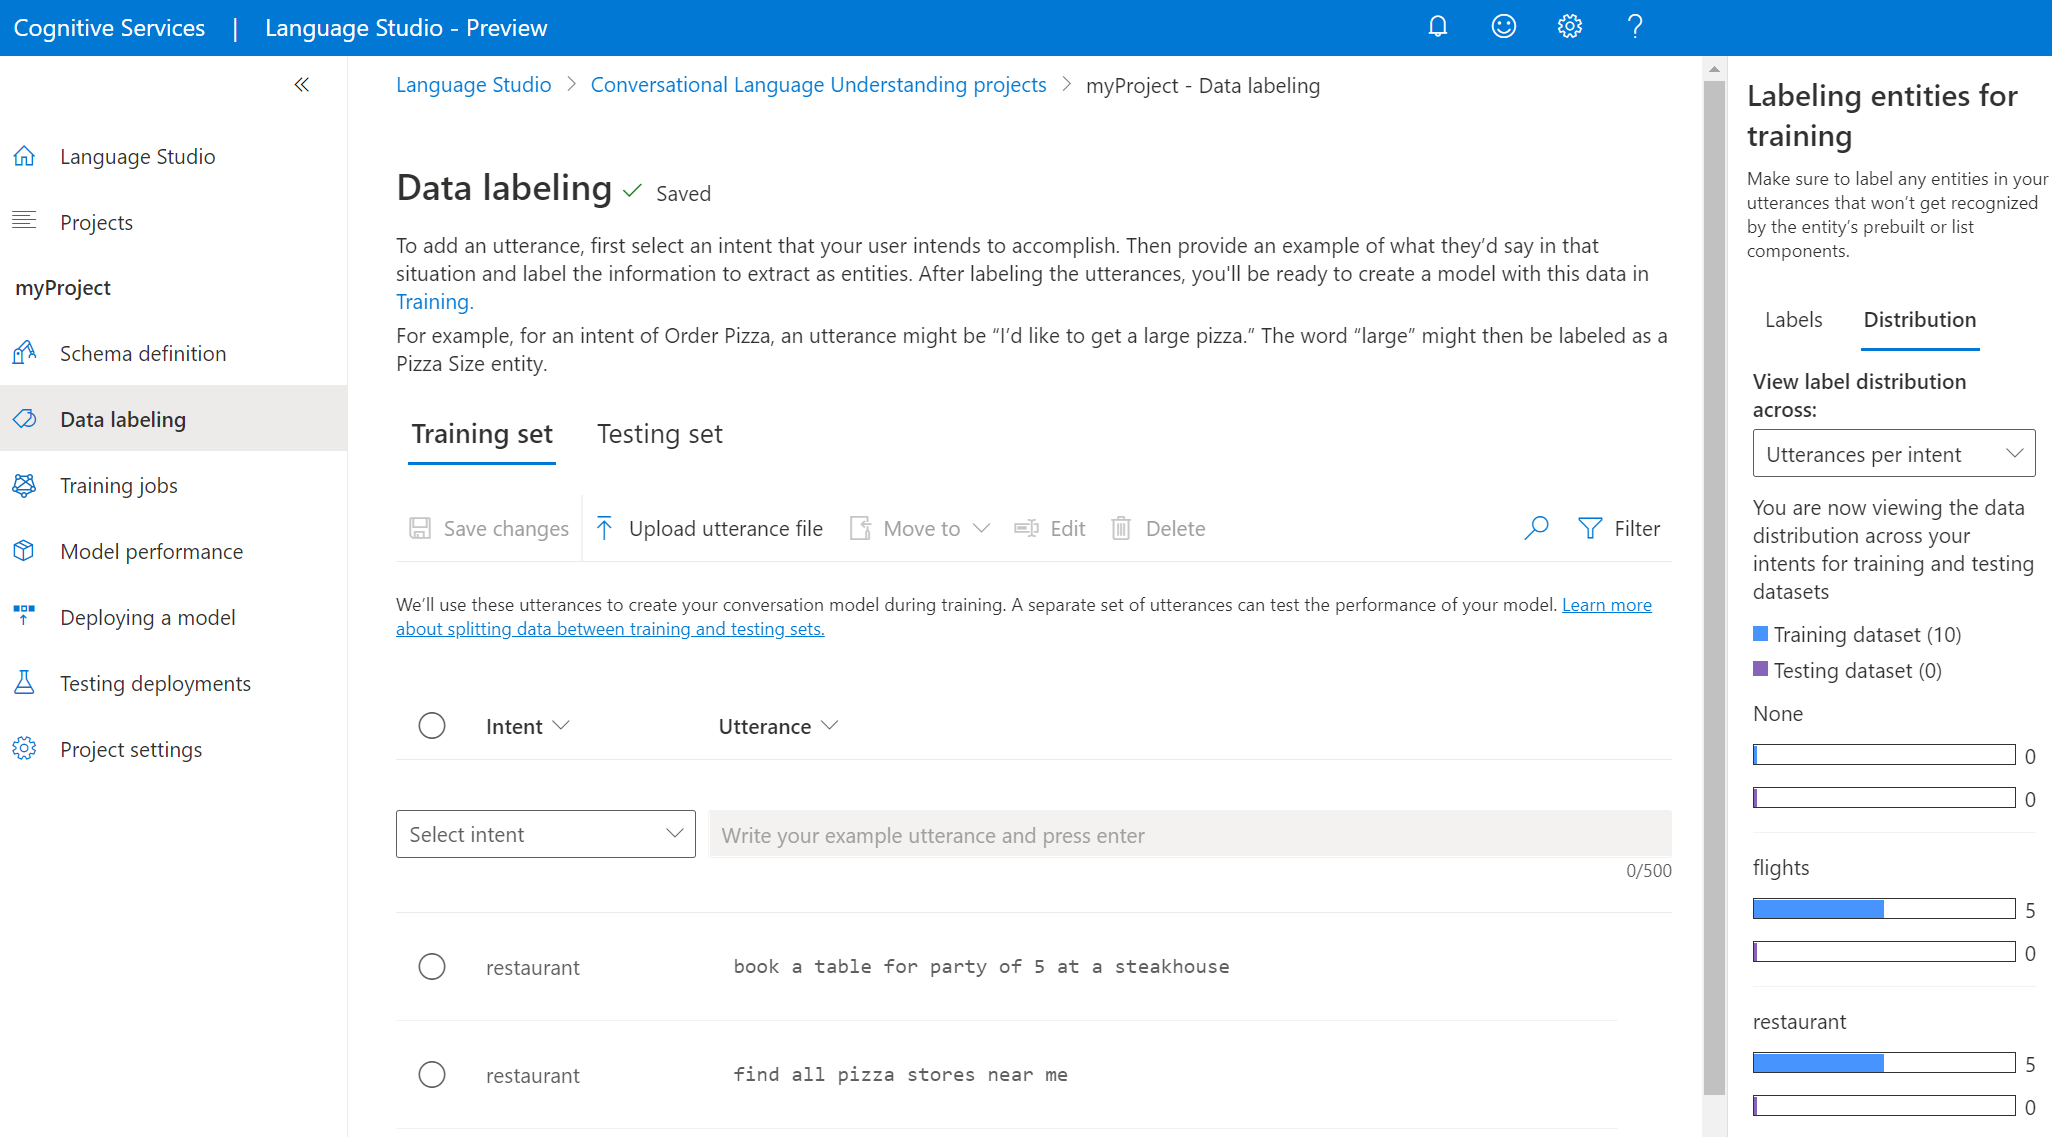 Cognitive Services | Language Studio - Preview
Language Studio > Conversational Language Understanding projects > myProject - Data labeling
Language Studio
Projects
myProject
Schema definition
Data labeling
Training jobs
Model performance
Deploying a model
Testing deployments
Project settings
Data labeling Saved
To add an utterance, first select an intent that your user intends to accomplish. Then provide an example of what they’d say in that
situation and label the information to extract as entities. After labeling the utterances, you'll be ready to create a model with this data in
Training.
For example, for an intent of Order Pizza, an utterance might be “I’d like to get a large pizza.” The word “large” might then be labeled as a
Pizza Size entity.
Training set Testing set
Save changes Upload utterance file Move to Edit Delete Filter
We’ll use these utterances to create your conversation model during training. A separate set of utterances can test the performance of your model. Learn more
about splitting data between training and testing sets.
Intent Utterance
Select intent Write your example utterance and press enter
0/500
restaurant book a table for party of 5 at a steakhouse
restaurant find all pizza stores near me
Labeling entities for
training
Make sure to label any entities in your
utterances that won’t get recognized
by the entity’s prebuilt or list
components.
Labels Distribution
View label distribution
across:
Utterances per intent
You are now viewing the data
distribution across your
intents for training and testing
datasets
Training dataset (10)
Testing dataset (0)
None
0
0
flights
5
0
restaurant
5
0